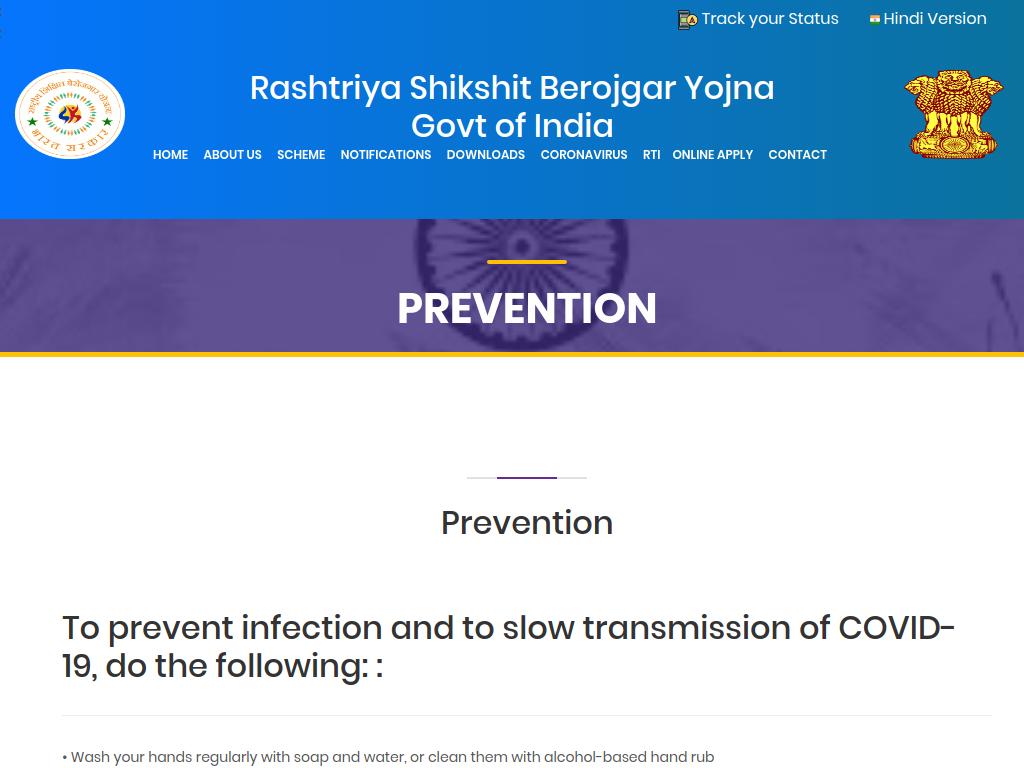 Track your Status
Hindi Version
राष्ट्रीय शिक्षित बेरोजगार योजना
भारत सरकार
Rashtriya Shikshit Berojgar Yojna
Govt of India
HOME ABOUT US SCHEME NOTIFICATIONS DOWNLOADS CORONAVIRUS RTI ONLINE APPLY CONTACT
PREVENTION
Prevention
To prevent infection and to slow transmission of COVID-
19, do the following: :
• Wash your hands regularly with soap and water, or clean them with alcohol-based hand rub